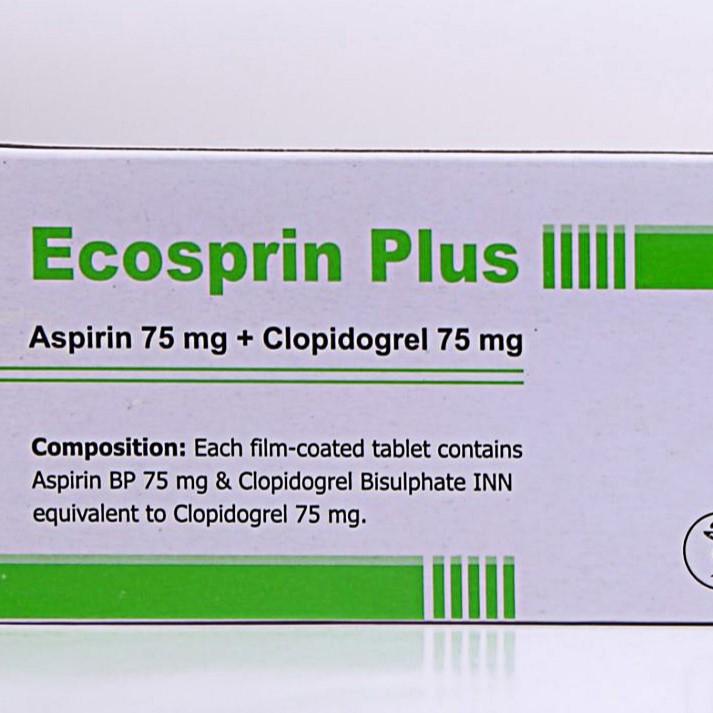 Ecosprin Plus
Aspirin 75 mg + Clopidogrel 75 mg
Composition: Each film-coated tablet contains
Aspirin BP 75 mg & Clopidogrel Bisulphate INN
equivalent to Clopidogrel 75 mg.